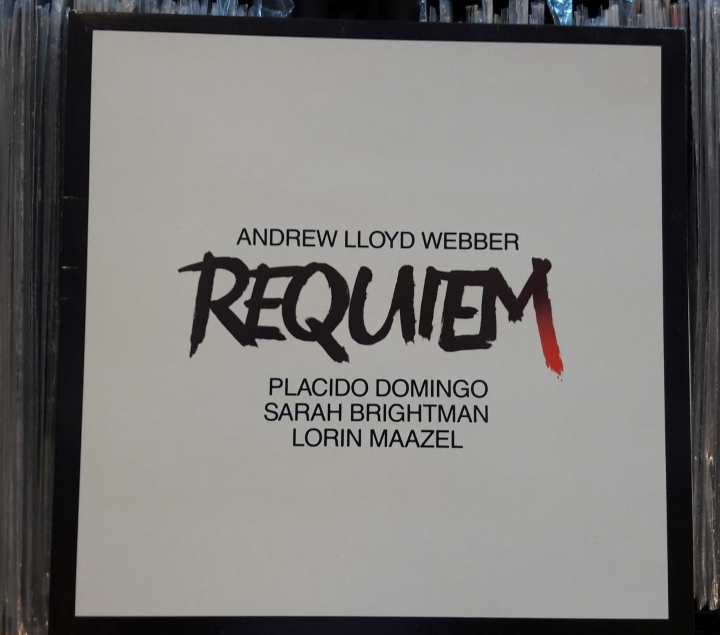 ANDREW LLOYD WEBBER
REQUIEM
PLACIDO DOMINGO
SARAH BRIGHTMAN
LORIN MAAZEL